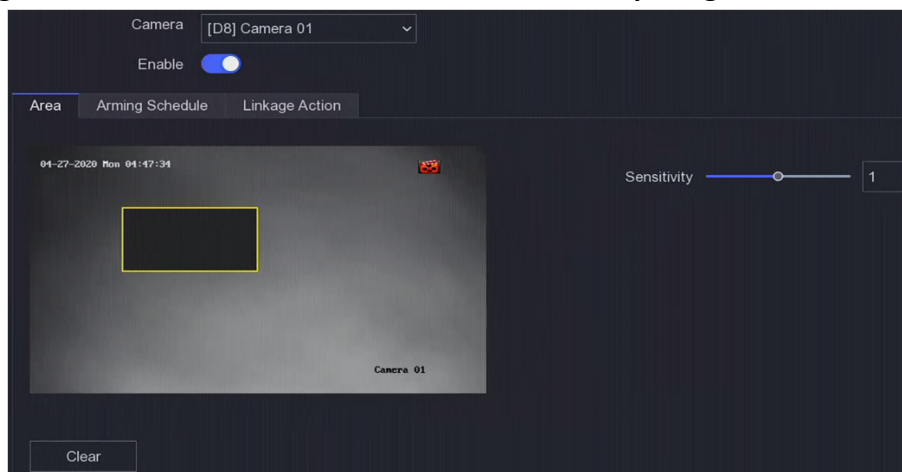 Camera [D8] Camera 01
Enable
Area Arming Schedule Linkage Action
04-27-2020 Mon 04:47:34
Sensitivity 1
Camera 01
Clear